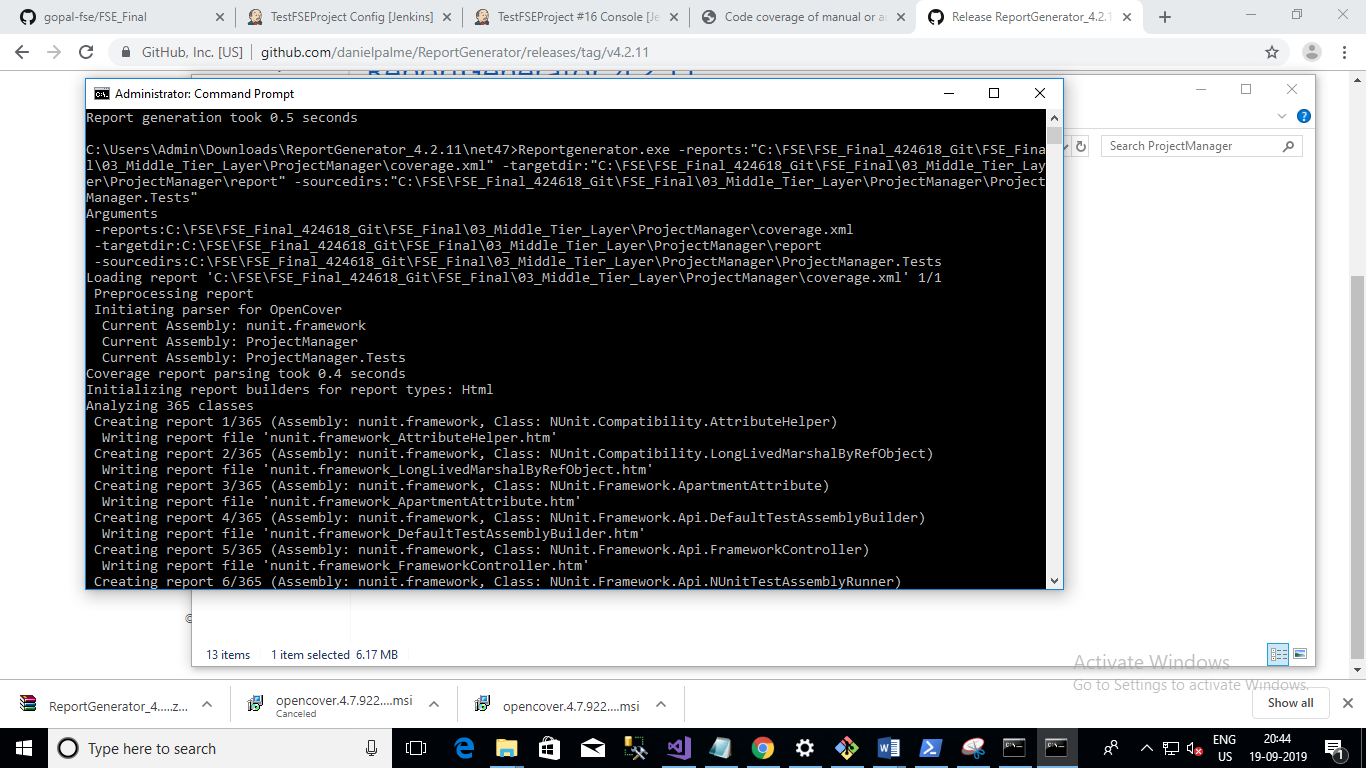 gopal-fse/FSE_Final
TestFSEProject Config [Jenkins]
TestFSEProject #16 Console [Je
Code coverage of manual or a
Release ReportGenerator_4.2.1
GitHub, Inc. [US] | github.com/danielpalme/ReportGenerator/releases/tag/v4.2.11
ReportGenerator 4.2.11
Administrator: Command Prompt
Search ProjectManager
Report generation took 0.5 seconds
C:\Users\Admin\Downloads\ReportGenerator_4.2.11\net47>Reportgenerator.exe -reports:"C:\FSE\FSE_Final_424618_Git\FSE_Fina
l\03_Middle_Tier_Layer\ProjectManager\coverage.xml" -targetdir:"C:\FSE\FSE_Final_424618_Git\FSE_Final\03_Middle_Tier_Lay
er\ProjectManager\report" -sourcedirs:"C:\FSE\FSE_Final_424618_Git\FSE_Final\03_Middle_Tier_Layer\ProjectManager\Project
Manager.Tests"
Arguments
-reports:C:\FSE\FSE_Final_424618_Git\FSE_Final\03_Middle_Tier_Layer\ProjectManager\coverage.xml
-targetdir:C:\FSE\FSE_Final_424618_Git\FSE_Final\03_Middle_Tier_Layer\ProjectManager\report
-sourcedirs:C:\FSE\FSE_Final_424618_Git\FSE_Final\03_Middle_Tier_Layer\ProjectManager\ProjectManager.Tests
Loading report 'C:\FSE\FSE_Final_424618_Git\FSE_Final\03_Middle_Tier_Layer\ProjectManager\coverage.xml' 1/1
Preprocessing report
Initiating parser for OpenCover
Current Assembly: nunit.framework
Current Assembly: ProjectManager
Current Assembly: ProjectManager.Tests
Coverage report parsing took 0.4 seconds
Initializing report builders for report types: Html
Analyzing 365 classes
Creating report 1/365 (Assembly: nunit.framework, Class: NUnit.Compatibility.AttributeHelper)
Writing report file 'nunit.framework_AttributeHelper.htm'
Creating report 2/365 (Assembly: nunit.framework, Class: NUnit.Compatibility.LongLivedMarshalByRefObject)
Writing report file 'nunit.framework_LongLivedMarshalByRefObject.htm'
Creating report 3/365 (Assembly: nunit.framework, Class: NUnit.Framework.ApartmentAttribute)
Writing report file 'nunit.framework_ApartmentAttribute.htm'
Creating report 4/365 (Assembly: nunit.framework, Class: NUnit.Framework.Api.DefaultTestAssemblyBuilder)
Writing report file 'nunit.framework_DefaultTestAssemblyBuilder.htm'
Creating report 5/365 (Assembly: nunit.framework, Class: NUnit.Framework.Api.FrameworkController)
Writing report file 'nunit.framework_FrameworkController.htm'
Creating report 6/365 (Assembly: nunit.framework, Class: NUnit.Framework.Api.NUnitTestAssemblyRunner)
©
13 items 1 item selected 6.17 MB
Activate Windows
Go to Settings to activate Windows.
ReportGenerator_4.....z...
opencover.4.7.922....msi
Canceled
opencover.4.7.922....msi
Show all
Type here to search
ENG
US
20:44
19-09-2019
1